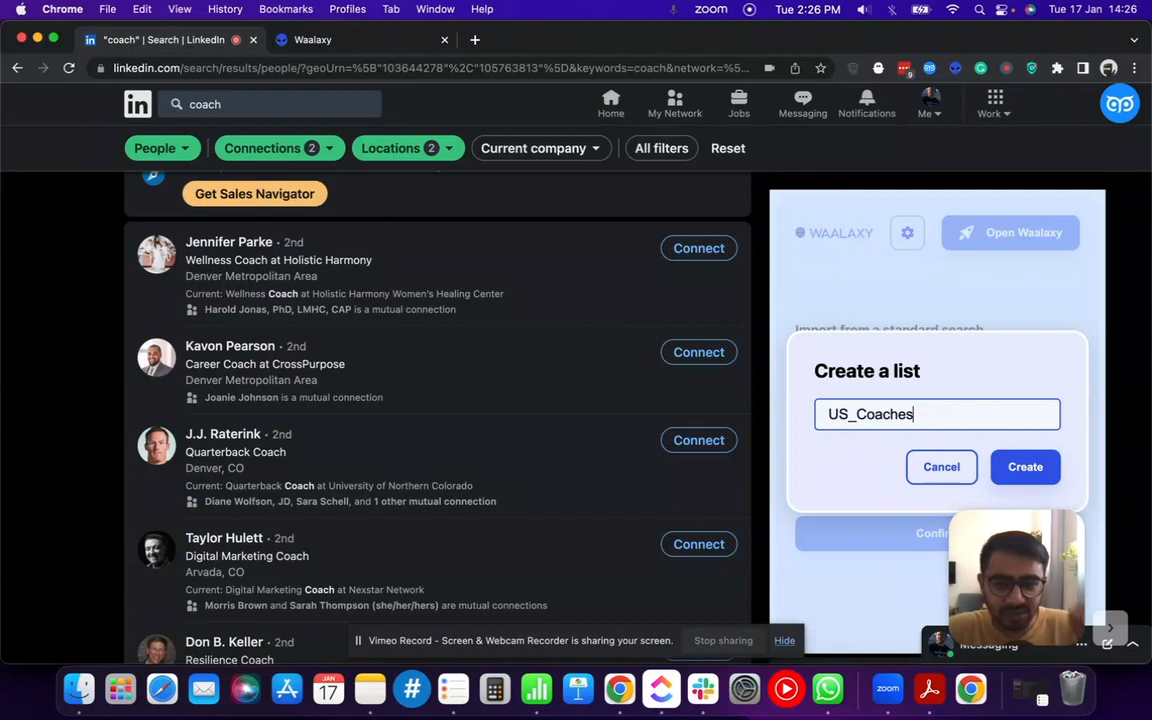 Chrome File Edit View History Bookmarks Profiles Tab Window Help zoom Tue 2:26 PM Tue 17 Jan 14:26
"coach" | Search | LinkedIn Waalaxy
linkedin.com/search/results/people/?geoUrn=%5B"103644278"%2C"105763813"%5D&keywords=coach&network=%... 9
in coach Home My Network Jobs Messaging Notifications Me Work
People Connections 2 Locations 2 Current company All filters Reset
Get Sales Navigator
Jennifer Parke • 2nd
Wellness Coach at Holistic Harmony
Denver Metropolitan Area
Current: Wellness Coach at Holistic Harmony Women's Healing Center
Harold Jonas, PhD, LMHC, CAP is a mutual connection
Connect
Kavon Pearson • 2nd
Career Coach at CrossPurpose
Denver Metropolitan Area
Joanie Johnson is a mutual connection
Connect
J.J. Raterink • 2nd
Quarterback Coach
Denver, CO
Current: Quarterback Coach at University of Northern Colorado
Diane Wolfson, JD, Sara Schell, and 1 other mutual connection
Connect
Taylor Hulett • 2nd
Digital Marketing Coach
Arvada, CO
Current: Digital Marketing Coach at Nexstar Network
Morris Brown and Sarah Thompson (she/her/hers) are mutual connections
Connect
Don B. Keller • 2nd
Resilience Coach
WAALAXY Open Waalaxy
Import from a standard search
Create a list
US_Coaches
Cancel Create
Messaging
Vimeo Record - Screen & Webcam Recorder is sharing your screen. Stop sharing Hide
JAN
17
zoom